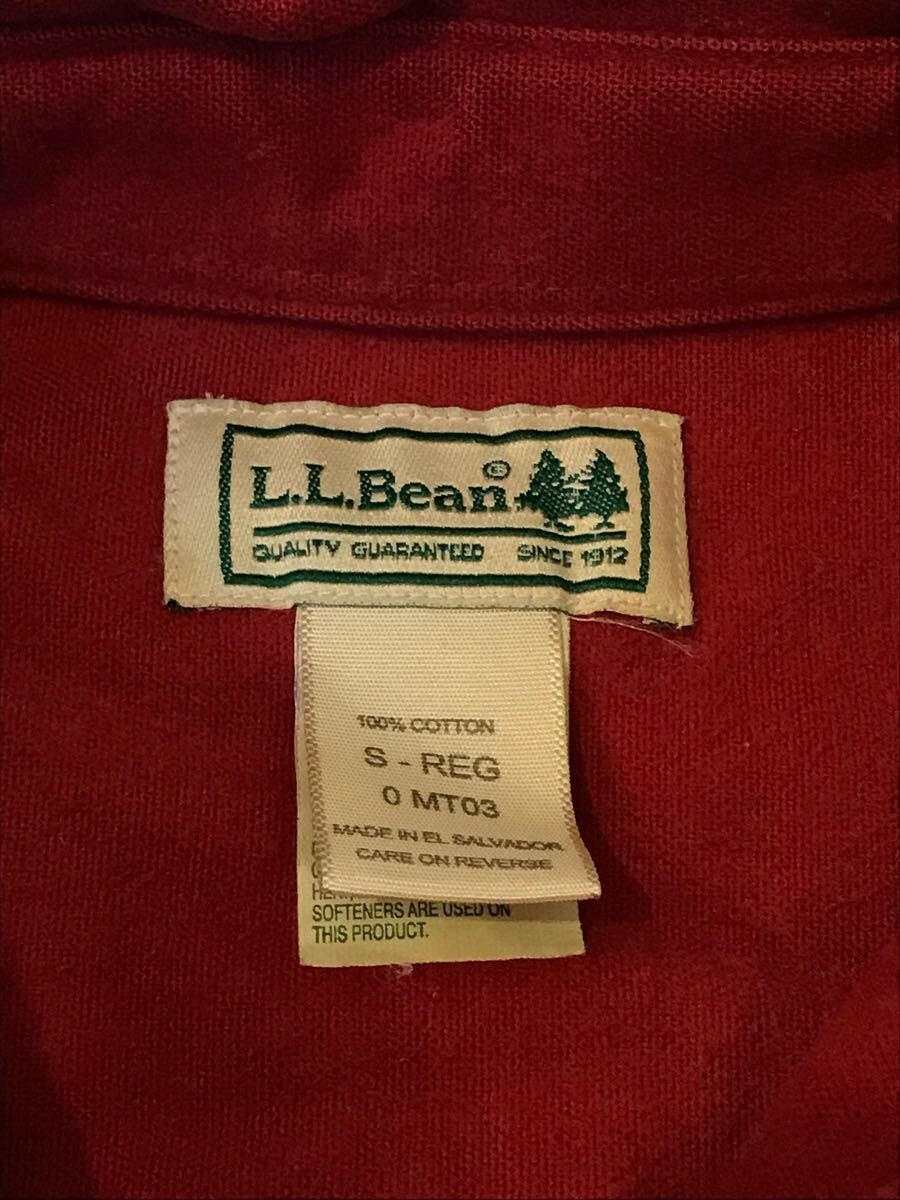 L.L.Bean®
QUALITY GUARANTEED SINCE 1912
100% COTTON
S - REG
0 MT03
MADE IN EL SALVADOR
CARE ON REVERSE
SOFTENERS ARE USED ON
THIS PRODUCT.